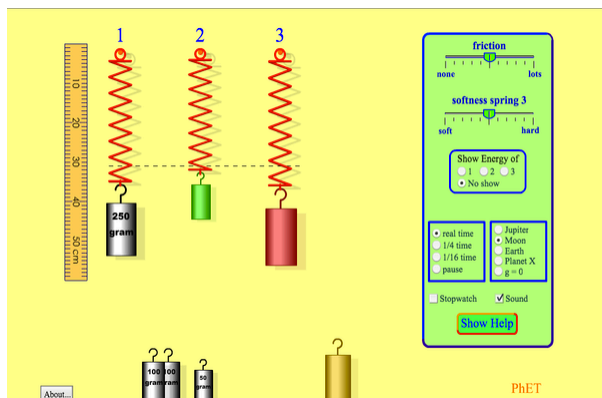 1 2 3
10
20
30
40
50 cm
250
gram
100
gram
100
gram
50
gram
About...
friction
none lots
softness spring 3
soft hard
Show Energy of
1 2 3
No show
real time
1/4 time
1/16 time
pause
Jupiter
Moon
Earth
Planet X
g = 0
Stopwatch Sound
Show Help
PhET